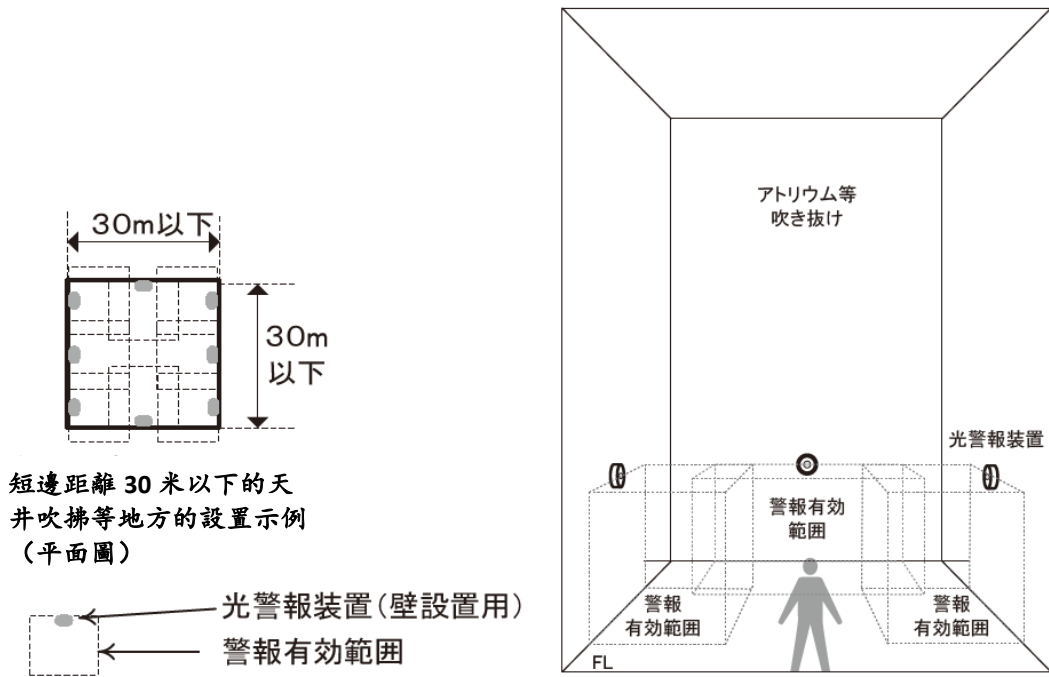 30m以下
30m
以下
短邊距離 30 米以下的天
井吹拂等地方的設置示例
（平面圖）
光警報装置(壁設置用)
警報有効範囲
アトリウム等
吹き抜け
光警報装置
警報有効
範囲
警報
有効範囲
警報
有効範囲
FL